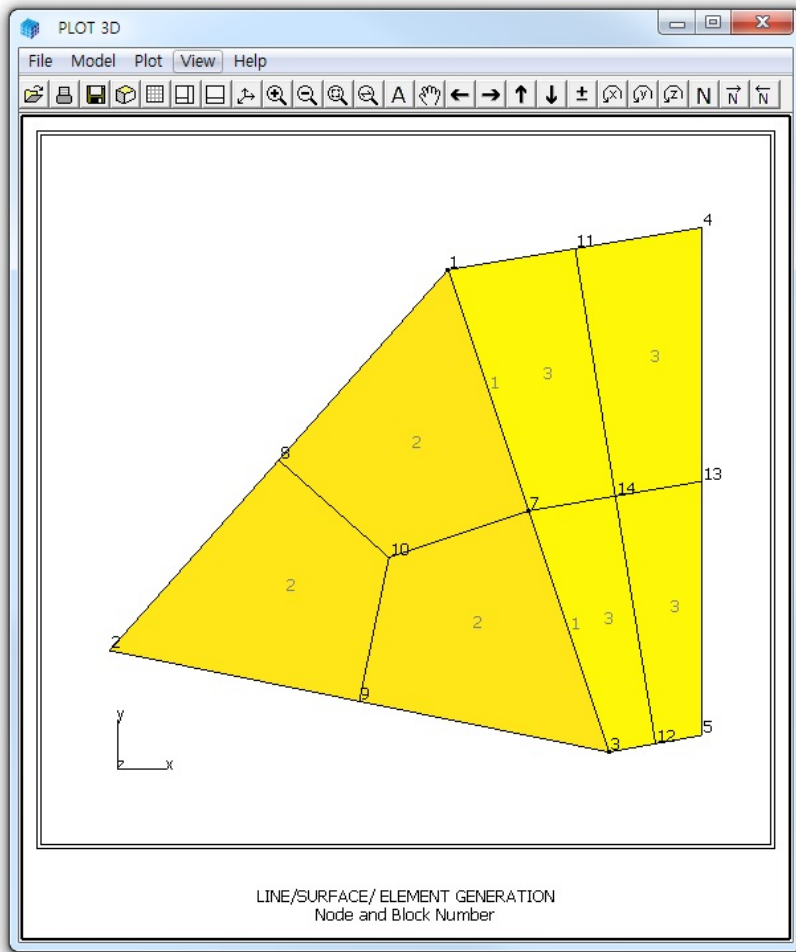 PLOT 3D
File Model Plot View Help
A ± x y z N N N
4
11
1
3
1 3
2
8
13
7 14
10
2
3
2 1 3
2
9
5
3 12
y
z x
LINE/SURFACE/ ELEMENT GENERATION
Node and Block Number